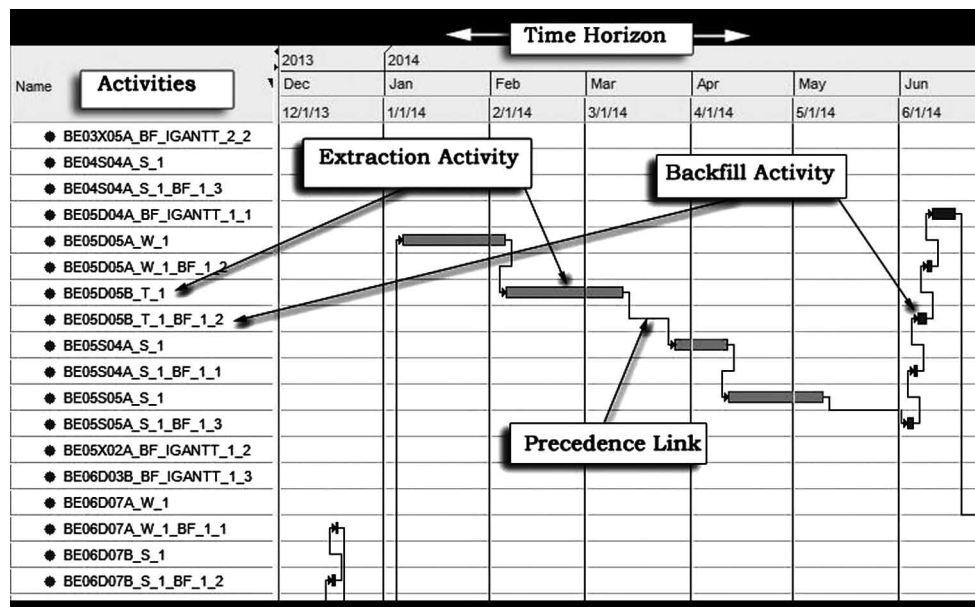 Time Horizon
2013 2014
Name Activities Dec Jan Feb Mar Apr May Jun
12/1/13 1/1/14 2/1/14 3/1/14 4/1/14 5/1/14 6/1/14
BE03X05A_BF_IGANTT_2_2
BE04S04A_S_1
Extraction Activity
Backfill Activity
BE04S04A_S_1_BF_1_3
BE05D04A_BF_IGANTT_1_1
BE05D05A_W_1
BE05D05A_W_1_BF_1_2
BE05D05B_T_1
BE05D05B_T_1_BF_1_2
BE05S04A_S_1
BE05S04A_S_1_BF_1_1
BE05S05A_S_1
BE05S05A_S_1_BF_1_3
Precedence Link
BE05X02A_BF_IGANTT_1_2
BE06D03B_BF_IGANTT_1_3
BE06D07A_W_1
BE06D07A_W_1_BF_1_1
BE06D07B_S_1
BE06D07B_S_1_BF_1_2